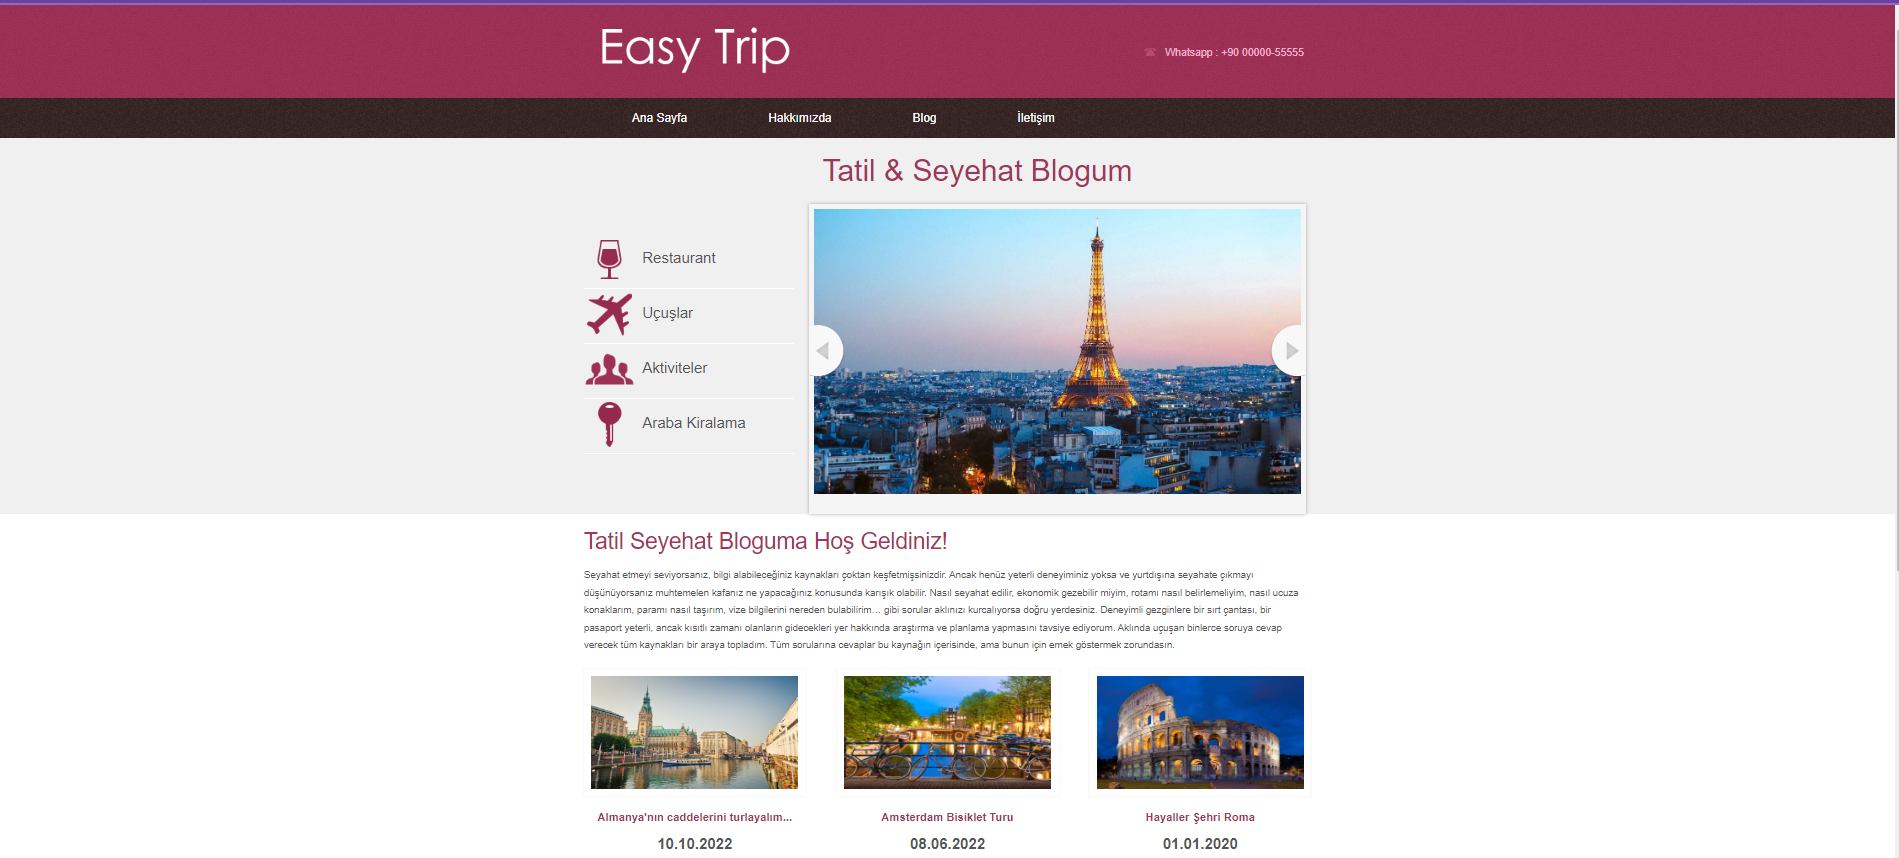 Easy Trip
Whatsapp : +90 00000-55555
Ana Sayfa
Hakkımızda
Blog
İletişim
Tatil & Seyehat Blogum
Restaurant
Uçuşlar
Aktiviteler
Araba Kiralama
Tatil Seyehat Bloguma Hoş Geldiniz!
Seyahat etmeyi seviyorsanız, bilgi alabileceğiniz kaynakları çoktan keşfetmişsinizdir. Ancak henüz yeterli deneyiminiz yoksa ve yurtdışına seyahate çıkmayı
düşünüyorsanız muhtemelen kafanız ne yapacağınız konusunda karışık olabilir. Nasıl seyahat edilir, ekonomik gezebilir miyim, rotamı nasıl belirlemeliyim, nasıl ucuza
konaklarım, paramı nasıl taşırım, vize bilgilerini nereden bulabilirim… gibi sorular aklınızı kurcalıyorsa doğru yerdesiniz. Deneyimli gezginlere bir sırt çantası, bir
pasaport yeterli, ancak kısıtlı zamanı olanların gidecekleri yer hakkında araştırma ve planlama yapmasını tavsiye ediyorum. Aklında uçuşan binlerce soruya cevap
verecek tüm kaynakları bir araya topladım. Tüm sorularına cevaplar bu kaynağın içerisinde, ama bunun için emek göstermek zorundasın.
Almanya'nın caddelerini turlayalım...
10.10.2022
Amsterdam Bisiklet Turu
08.06.2022
Hayaller Şehri Roma
01.01.2020